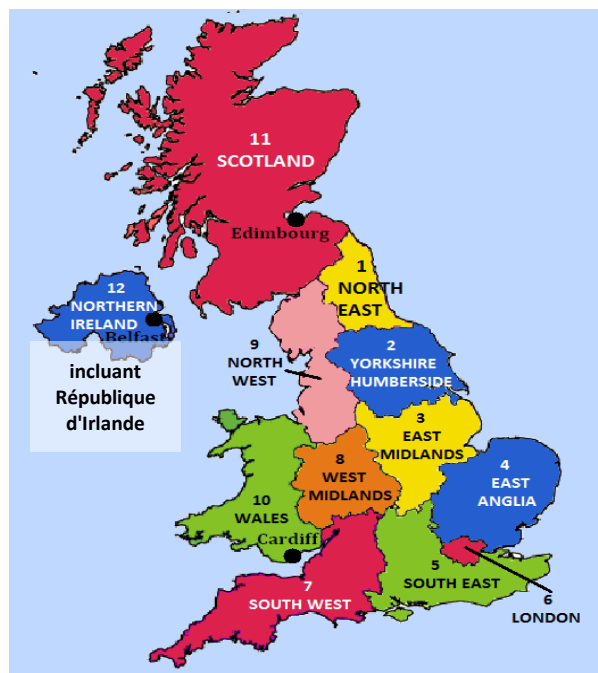 11
SCOTLAND
Edimbourg
1
NORTH
EAST
12
NORTHERN
IRELAND
Belfast
incluant
République
d'Irlande
9
NORTH
WEST
2
YORKSHIRE
HUMBERSIDE
3
EAST
MIDLANDS
8
WEST
MIDLANDS
4
EAST
ANGLIA
10
WALES
Cardiff
5
SOUTH EAST
7
SOUTH WEST
6
LONDON